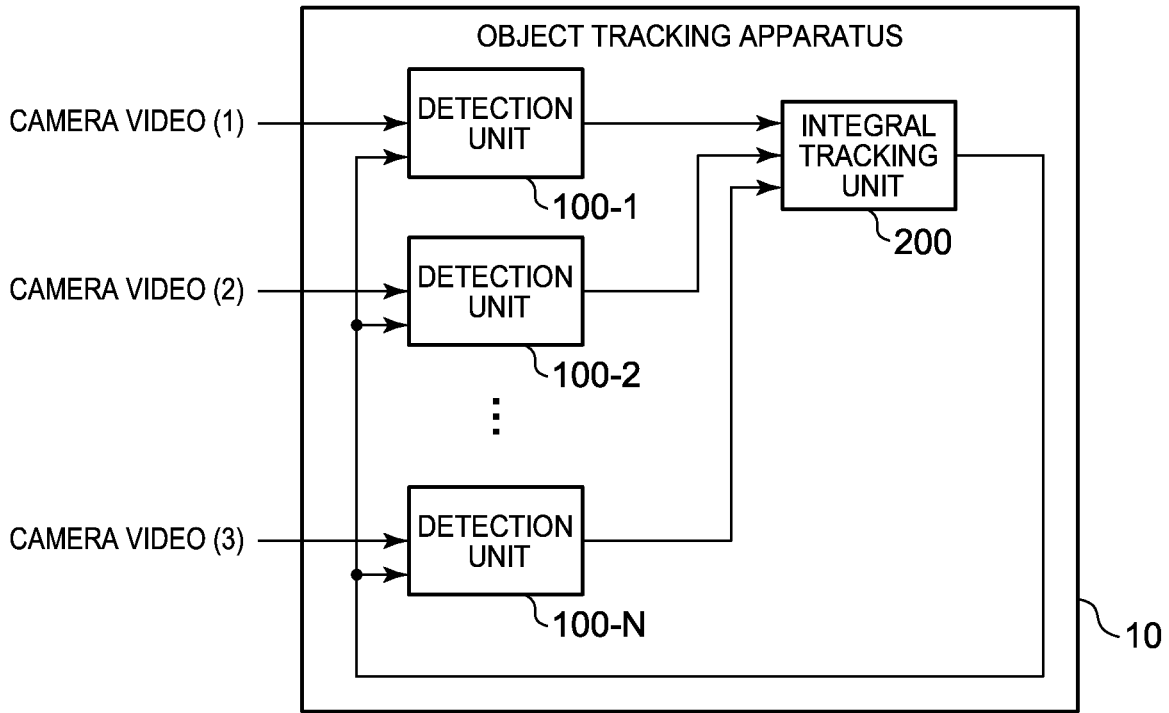 OBJECT TRACKING APPARATUS
CAMERA VIDEO (1)
DETECTION
UNIT
100-1
INTEGRAL
TRACKING
UNIT
200
CAMERA VIDEO (2)
DETECTION
UNIT
100-2
CAMERA VIDEO (3)
DETECTION
UNIT
100-N
10